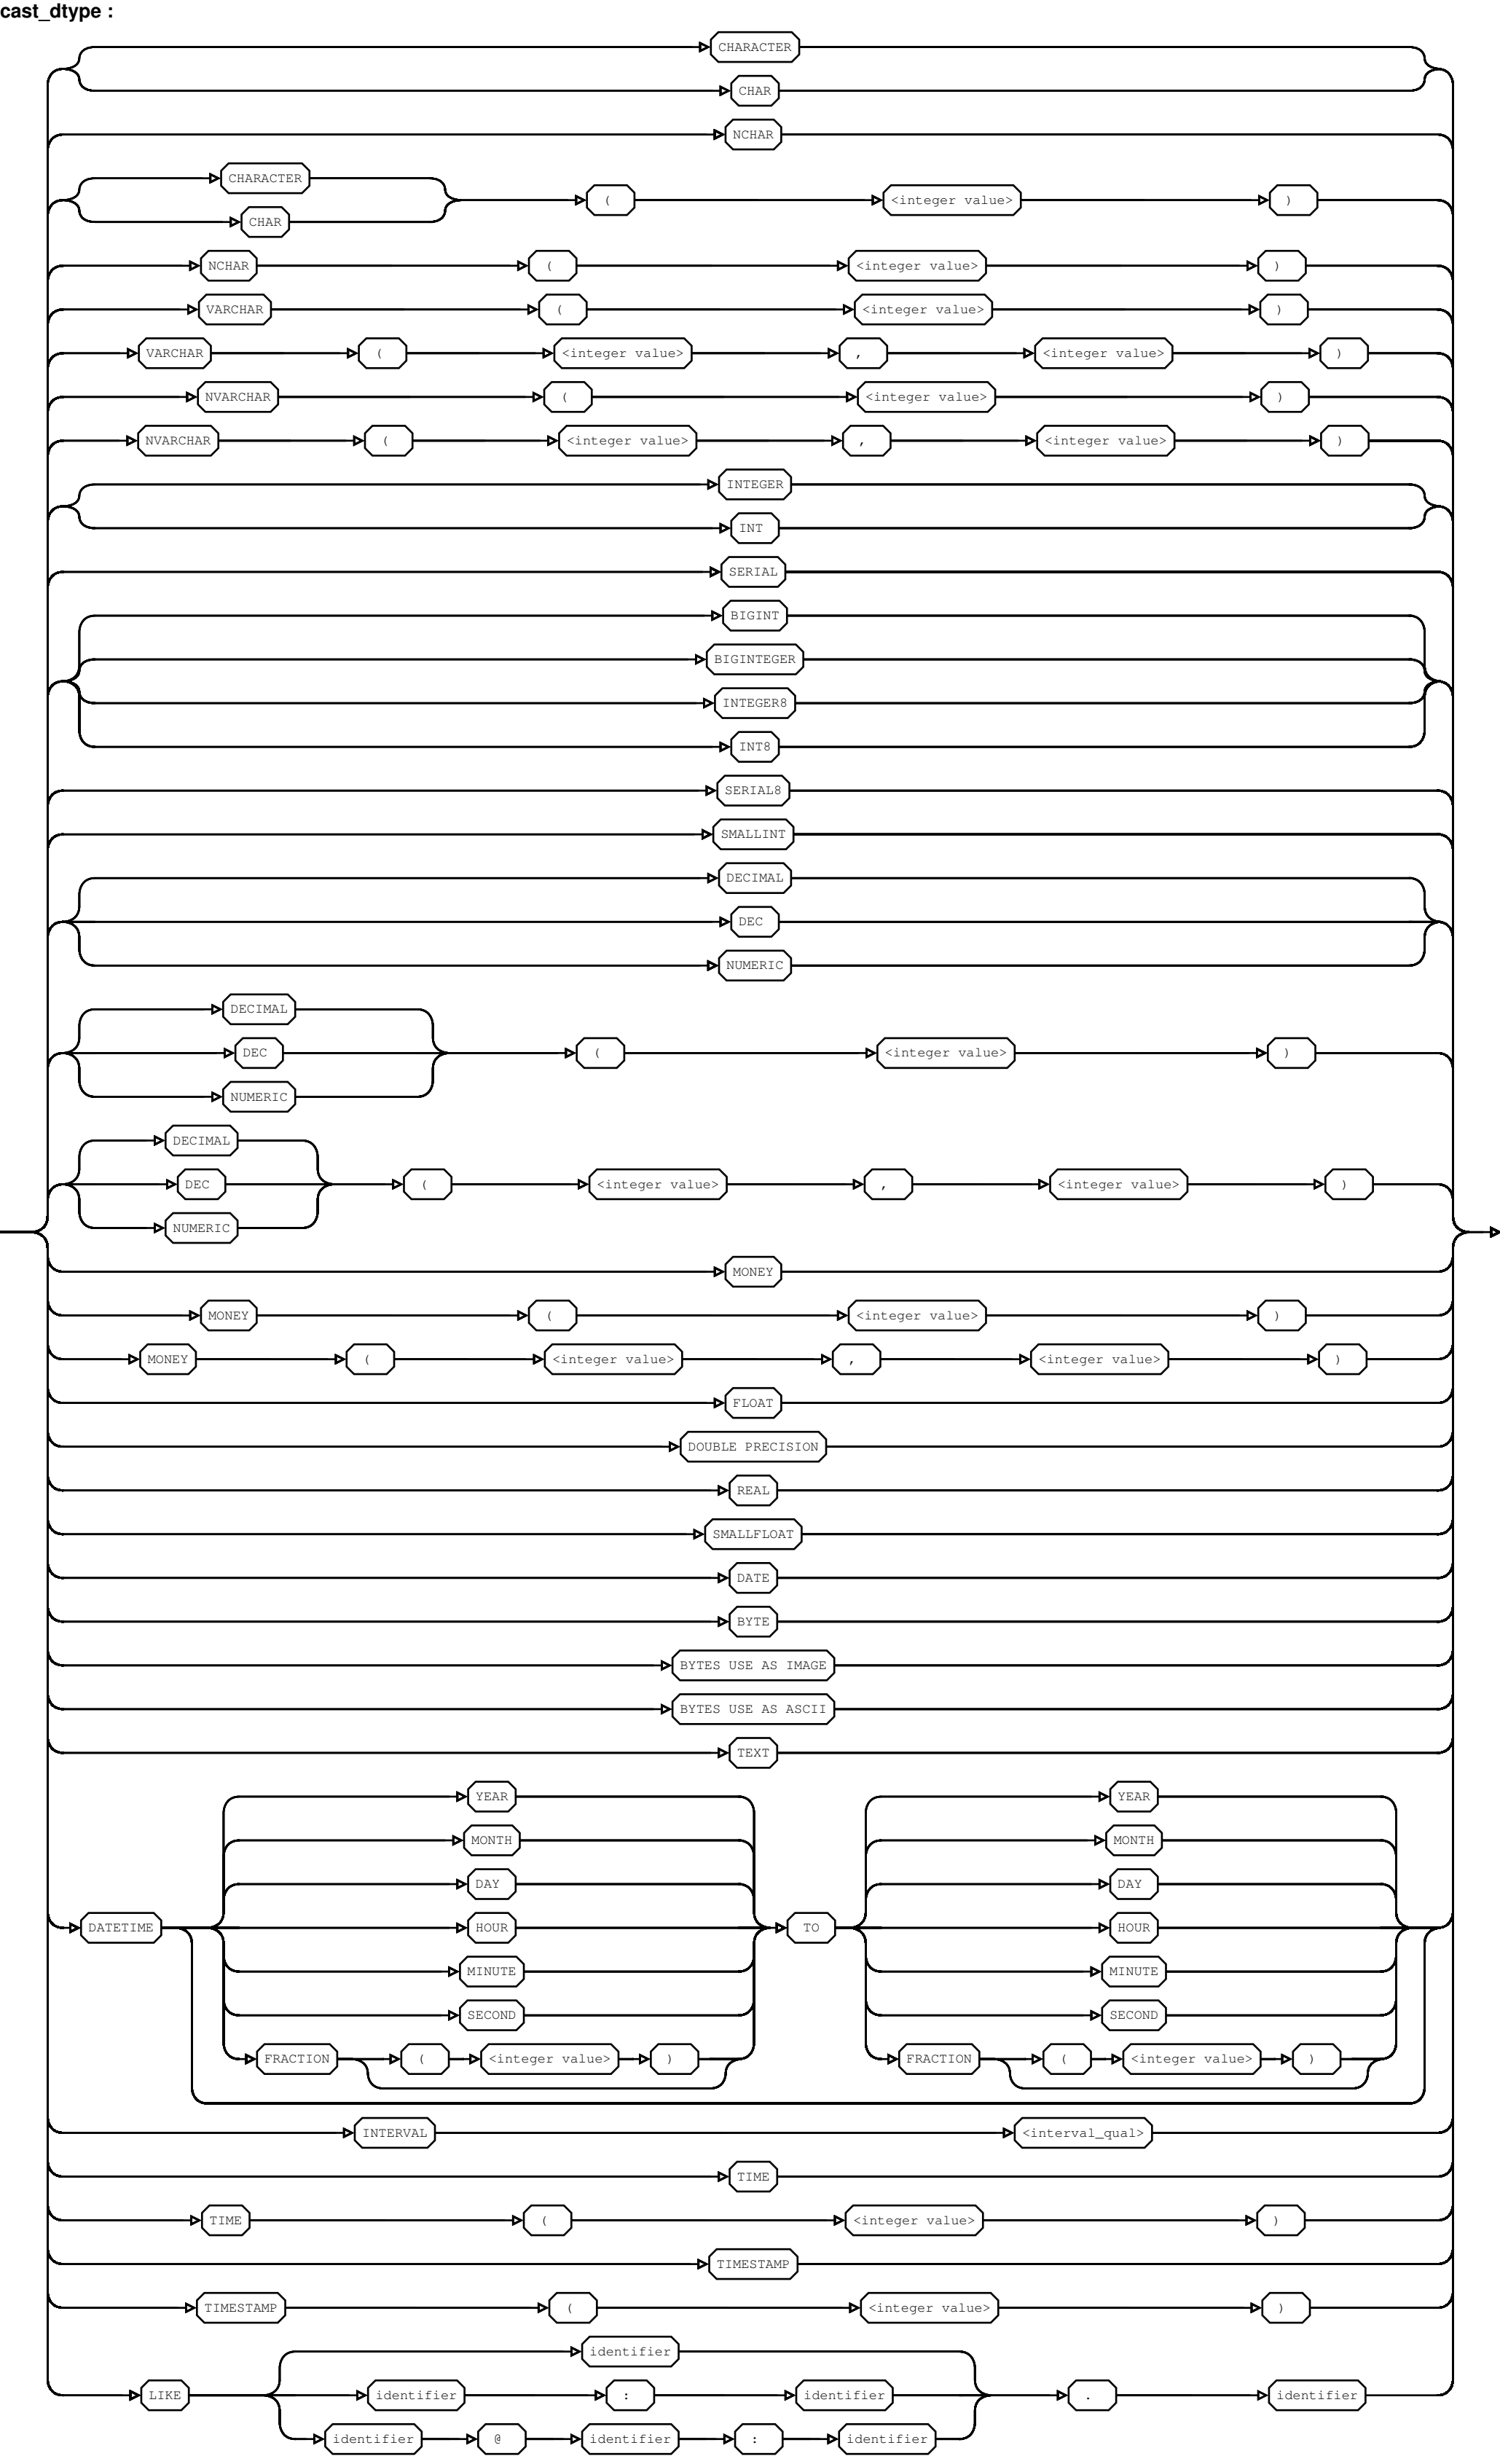 cast_dtype :
CHARACTER
CHAR
NCHAR
CHARACTER
( <integer value> )
CHAR
NCHAR ( <integer value> )
VARCHAR ( <integer value> )
VARCHAR ( <integer value> , <integer value> )
NVARCHAR ( <integer value> )
NVARCHAR ( <integer value> , <integer value> )
INTEGER
INT
SERIAL
BIGINT
BIGINTEGER
INTEGER8
INT8
SERIAL8
SMALLINT
DECIMAL
DEC
NUMERIC
DECIMAL
DEC ( <integer value> )
NUMERIC
DECIMAL
DEC ( <integer value> , <integer value> )
NUMERIC
MONEY
MONEY ( <integer value> )
MONEY ( <integer value> , <integer value> )
FLOAT
DOUBLE PRECISION
REAL
SMALLFLOAT
DATE
BYTE
BYTES USE AS IMAGE
BYTES USE AS ASCII
TEXT
YEAR YEAR
MONTH MONTH
DAY DAY
DATETIME HOUR TO HOUR
MINUTE MINUTE
SECOND SECOND
FRACTION ( <integer value> ) FRACTION ( <integer value> )
INTERVAL <interval_qual>
TIME
TIME ( <integer value> )
TIMESTAMP
TIMESTAMP ( <integer value> )
identifier
LIKE identifier : identifier . identifier
identifier @ identifier : identifier